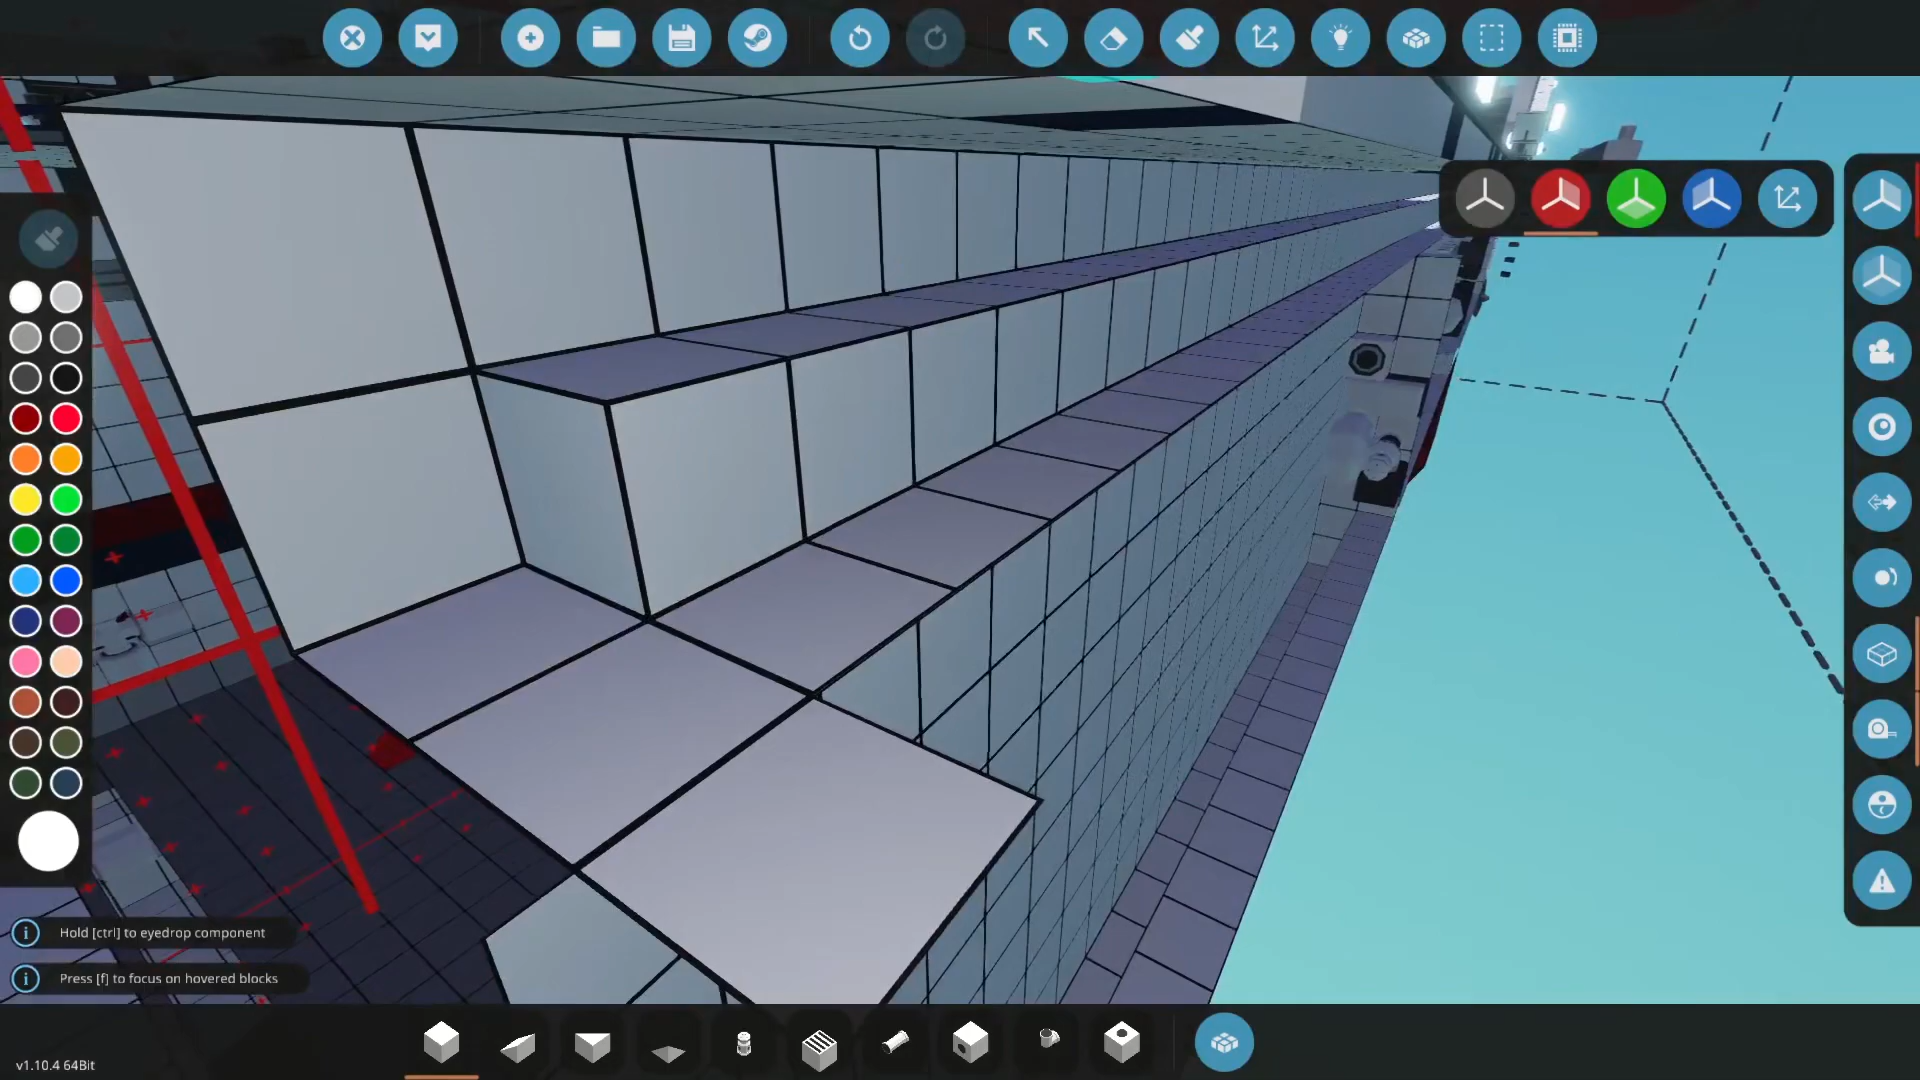 Hold [ctrl] to eyedrop component
Press [f] to focus on hovered blocks
v1.10.4 64Bit